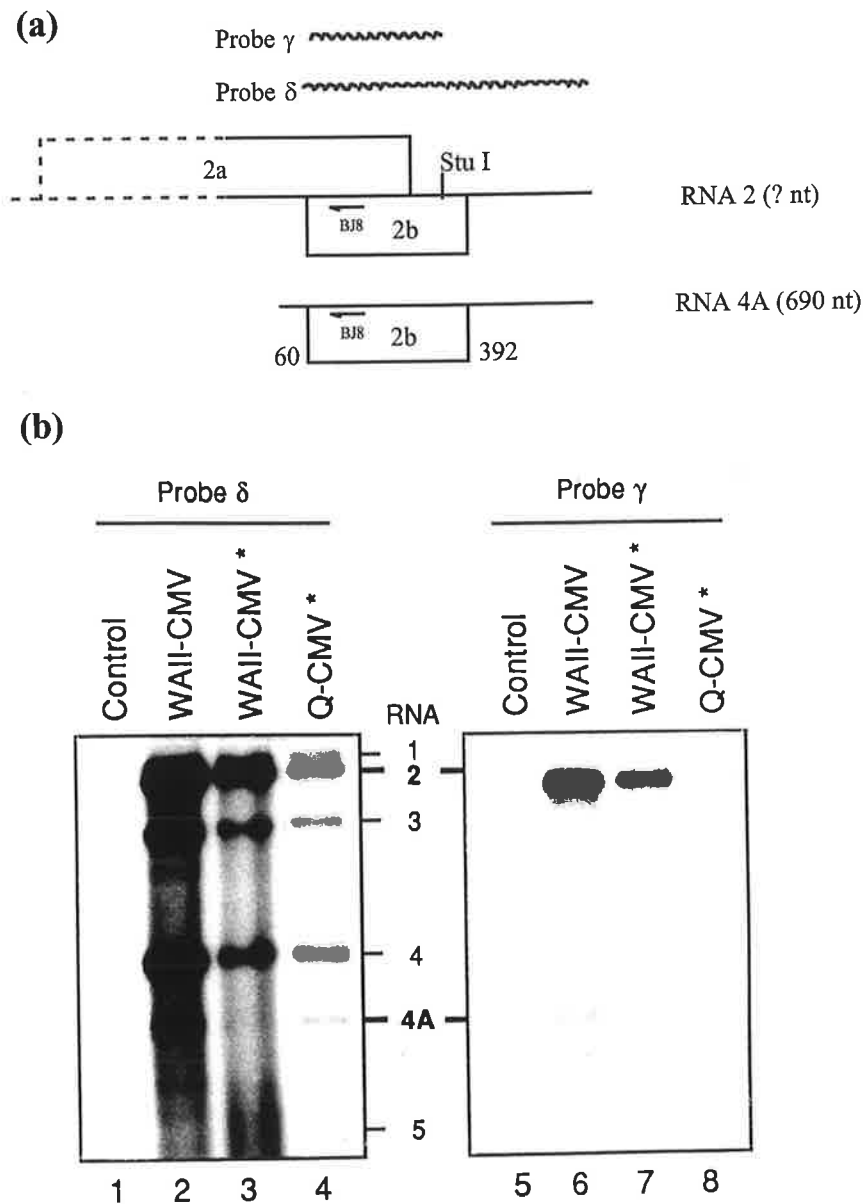 (a)
Probe γ
Probe δ
2a
Stu I
BJ8
2b
RNA 2 (? nt)
BJ8
2b
RNA 4A (690 nt)
60
392
(b)
Probe δ
Probe γ
Control
WAII-CMV
WAII-CMV *
Q-CMV *
RNA
Control
WAII-CMV
WAII-CMV *
Q-CMV *
1
2
3
4
4A
5
1 2 3 4
5 6 7 8